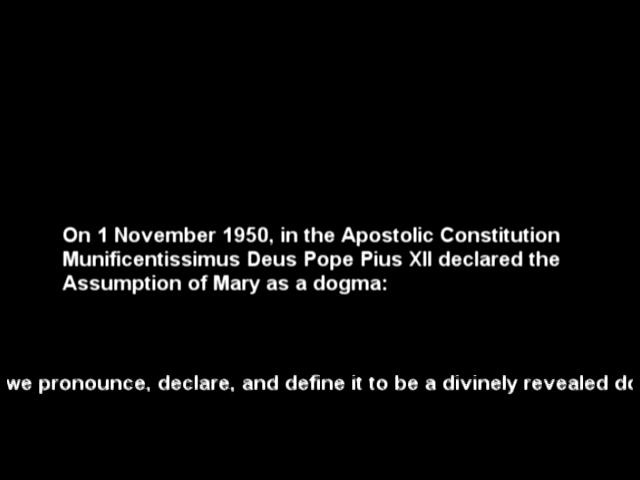 On 1 November 1950, in the Apostolic Constitution
Munificentissimus Deus Pope Pius XII declared the
Assumption of Mary as a dogma:
we pronounce, declare, and define it to be a divinely revealed